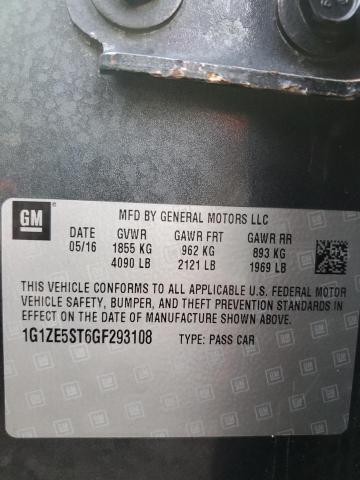 GM
MFD BY GENERAL MOTORS LLC
DATE GVWR GAWR FRT GAWR RR
05/16 1855 KG 962 KG 893 KG
4090 LB 2121 LB 1969 LB
THIS VEHICLE CONFORMS TO ALL APPLICABLE U.S. FEDERAL MOTOR
VEHICLE SAFETY, BUMPER, AND THEFT PREVENTION STANDARDS IN
EFFECT ON THE DATE OF MANUFACTURE SHOWN ABOVE.
1G1ZE5ST6GF293108 TYPE: PASS CAR